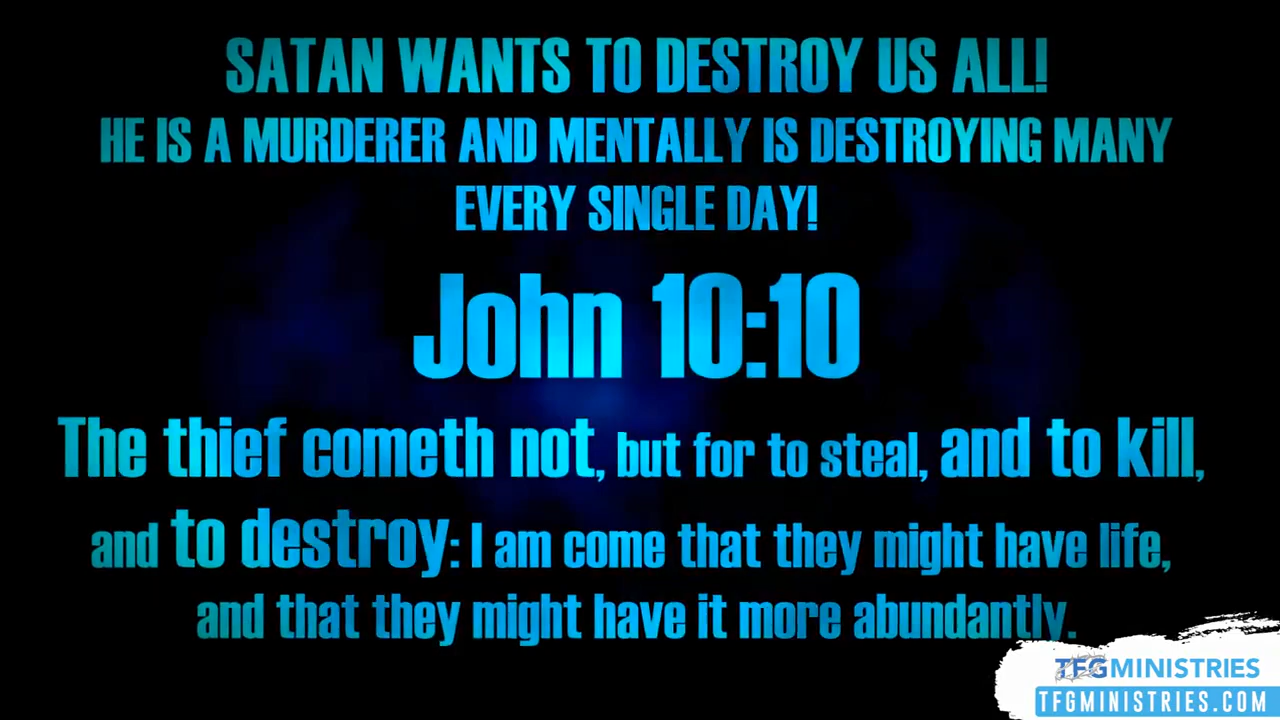 SATAN WANTS TO DESTROY US ALL!
HE IS A MURDERER AND MENTALLY IS DESTROYING MANY
EVERY SINGLE DAY!
John 10:10
The thief cometh not, but for to steal, and to kill,
and to destroy: I am come that they might have life,
and that they might have it more abundantly.
TFGMINISTRIES
TFGMINISTRIES.COM